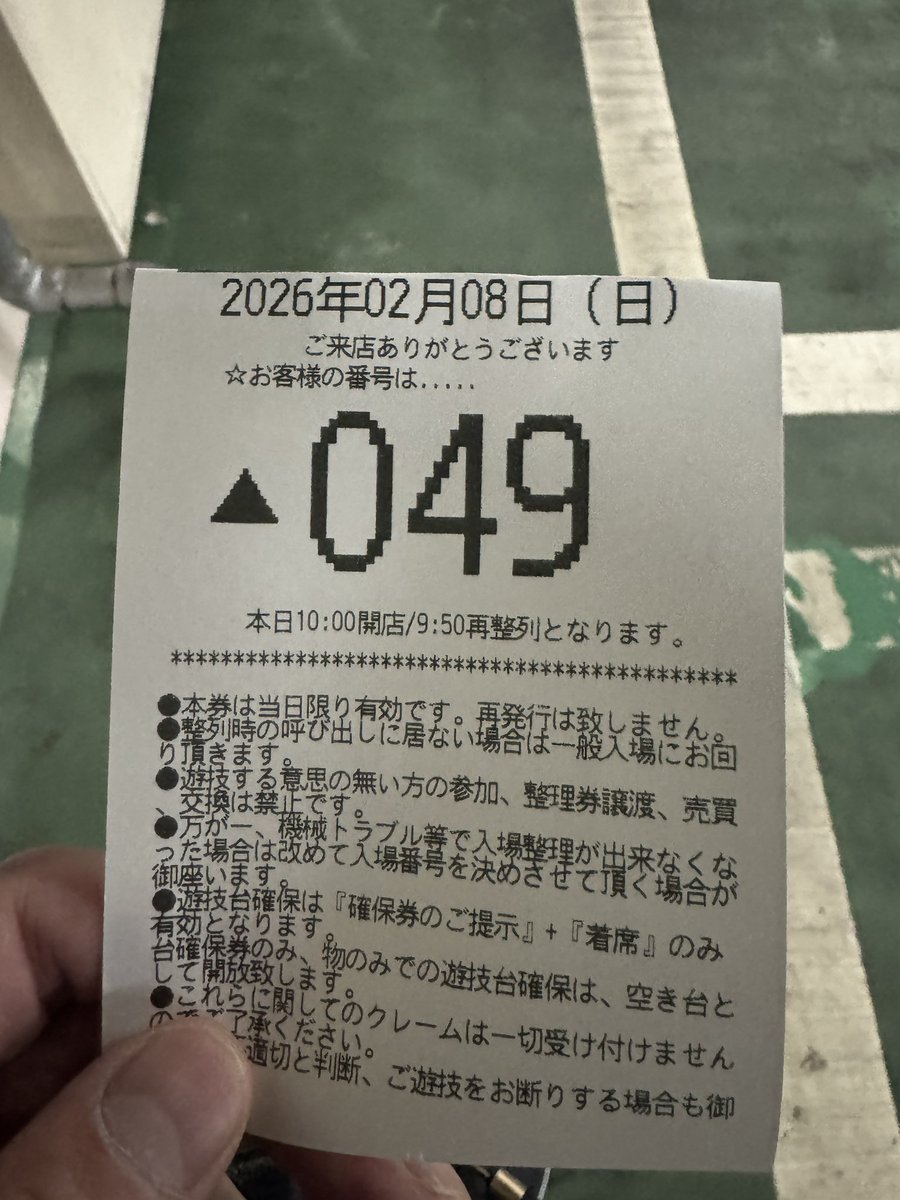 2026年02月08日（日）
ご来店ありがとうございます
☆お客様の番号は.....
▲049
本日10:00開店/9:50再整列となります。
**********************************************
●本券は当日限り有効です。再発行は致しません。
●整列時の呼び出しに居ない場合は一般入場にお回
り頂きます。
●遊技する意思の無い方の参加、整理券譲渡、売買
、交換は禁止です。
●万が一、機械トラブル等で入場整理が出来なくな
った場合は改めて入場番号を決めさせて頂く場合が
御座います。
●遊技台確保は『確保券のご提示』+『着席』のみ
有効となります。
台確保券のみ、物のみでの遊技台確保は、空き台と
して開放致します。
●これらに関してのクレームは一切受け付けません
のでご了承ください。
適切と判断、ご遊技をお断りする場合も御